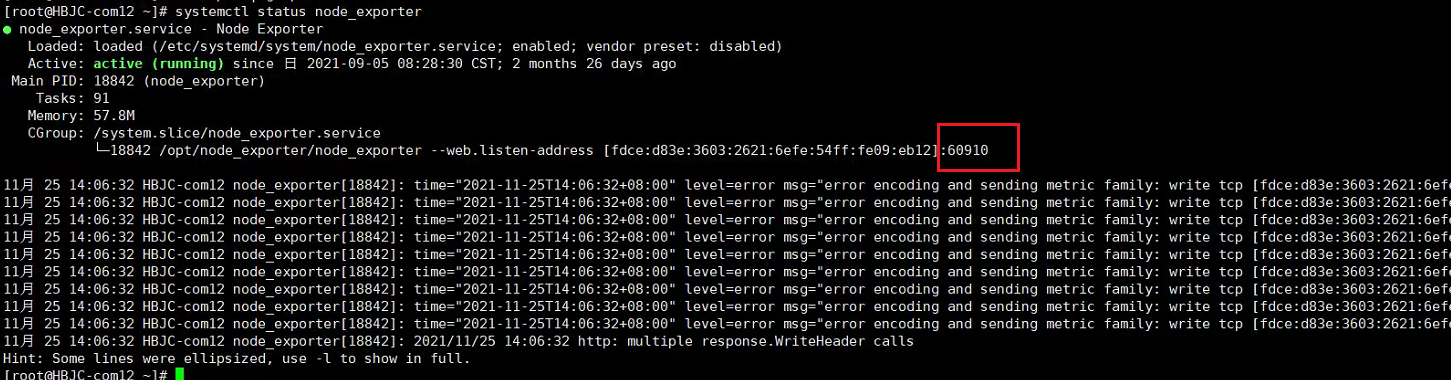 [root@HBJC-com12 ~]# systemctl status node_exporter
● node_exporter.service - Node Exporter
Loaded: loaded (/etc/systemd/system/node_exporter.service; enabled; vendor preset: disabled)
Active: active (running) since 日 2021-09-05 08:28:30 CST; 2 months 26 days ago
Main PID: 18842 (node_exporter)
Tasks: 91
Memory: 57.8M
CGroup: /system.slice/node_exporter.service
└─18842 /opt/node_exporter/node_exporter --web.listen-address [fdce:d83e:3603:2621:6efe:54ff:fe09:eb12]:60910
11月 25 14:06:32 HBJC-com12 node_exporter[18842]: time="2021-11-25T14:06:32+08:00" level=error msg="error encoding and sending metric family: write tcp [fdce:d83e:3603:2621:6efe
11月 25 14:06:32 HBJC-com12 node_exporter[18842]: time="2021-11-25T14:06:32+08:00" level=error msg="error encoding and sending metric family: write tcp [fdce:d83e:3603:2621:6efe
11月 25 14:06:32 HBJC-com12 node_exporter[18842]: time="2021-11-25T14:06:32+08:00" level=error msg="error encoding and sending metric family: write tcp [fdce:d83e:3603:2621:6efe
11月 25 14:06:32 HBJC-com12 node_exporter[18842]: time="2021-11-25T14:06:32+08:00" level=error msg="error encoding and sending metric family: write tcp [fdce:d83e:3603:2621:6efe
11月 25 14:06:32 HBJC-com12 node_exporter[18842]: time="2021-11-25T14:06:32+08:00" level=error msg="error encoding and sending metric family: write tcp [fdce:d83e:3603:2621:6efe
11月 25 14:06:32 HBJC-com12 node_exporter[18842]: time="2021-11-25T14:06:32+08:00" level=error msg="error encoding and sending metric family: write tcp [fdce:d83e:3603:2621:6efe
11月 25 14:06:32 HBJC-com12 node_exporter[18842]: time="2021-11-25T14:06:32+08:00" level=error msg="error encoding and sending metric family: write tcp [fdce:d83e:3603:2621:6efe
11月 25 14:06:32 HBJC-com12 node_exporter[18842]: time="2021-11-25T14:06:32+08:00" level=error msg="error encoding and sending metric family: write tcp [fdce:d83e:3603:2621:6efe
11月 25 14:06:32 HBJC-com12 node_exporter[18842]: time="2021-11-25T14:06:32+08:00" level=error msg="error encoding and sending metric family: write tcp [fdce:d83e:3603:2621:6efe
11月 25 14:06:32 HBJC-com12 node_exporter[18842]: 2021/11/25 14:06:32 http: multiple response.WriteHeader calls
Hint: Some lines were ellipsized, use -l to show in full.
[root@HBJC-com12 ~]#